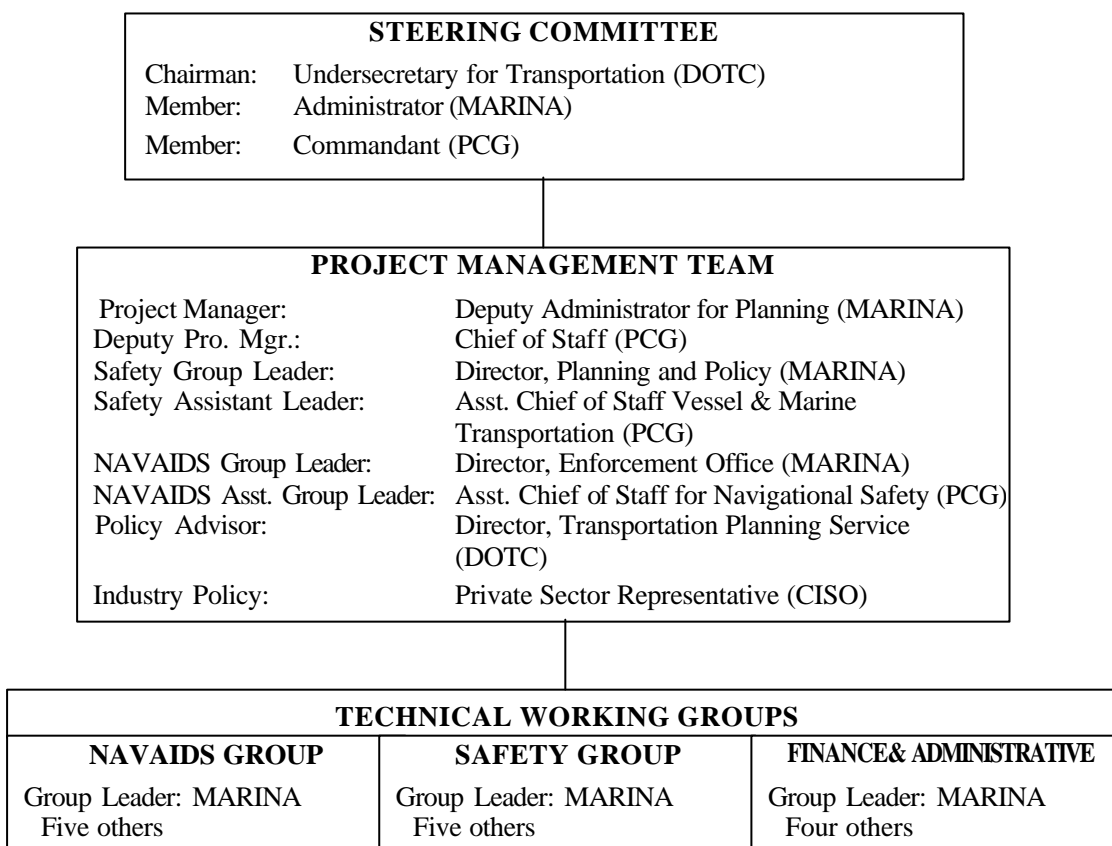 STEERING COMMITTEE
Chairman: Undersecretary for Transportation (DOTC)
Member: Administrator (MARINA)
Member: Commandant (PCG)
PROJECT MANAGEMENT TEAM
Project Manager: Deputy Administrator for Planning (MARINA)
Deputy Pro. Mgr.: Chief of Staff (PCG)
Safety Group Leader: Director, Planning and Policy (MARINA)
Safety Assistant Leader: Asst. Chief of Staff Vessel & Marine
Transportation (PCG)
NAVAIDS Group Leader: Director, Enforcement Office (MARINA)
NAVAIDS Asst. Group Leader: Asst. Chief of Staff for Navigational Safety (PCG)
Policy Advisor: Director, Transportation Planning Service
(DOTC)
Industry Policy: Private Sector Representative (CISO)
TECHNICAL WORKING GROUPS
NAVAIDS GROUP
Group Leader: MARINA
Five others
SAFETY GROUP
Group Leader: MARINA
Five others
FINANCE& ADMINISTRATIVE
Group Leader: MARINA
Four others